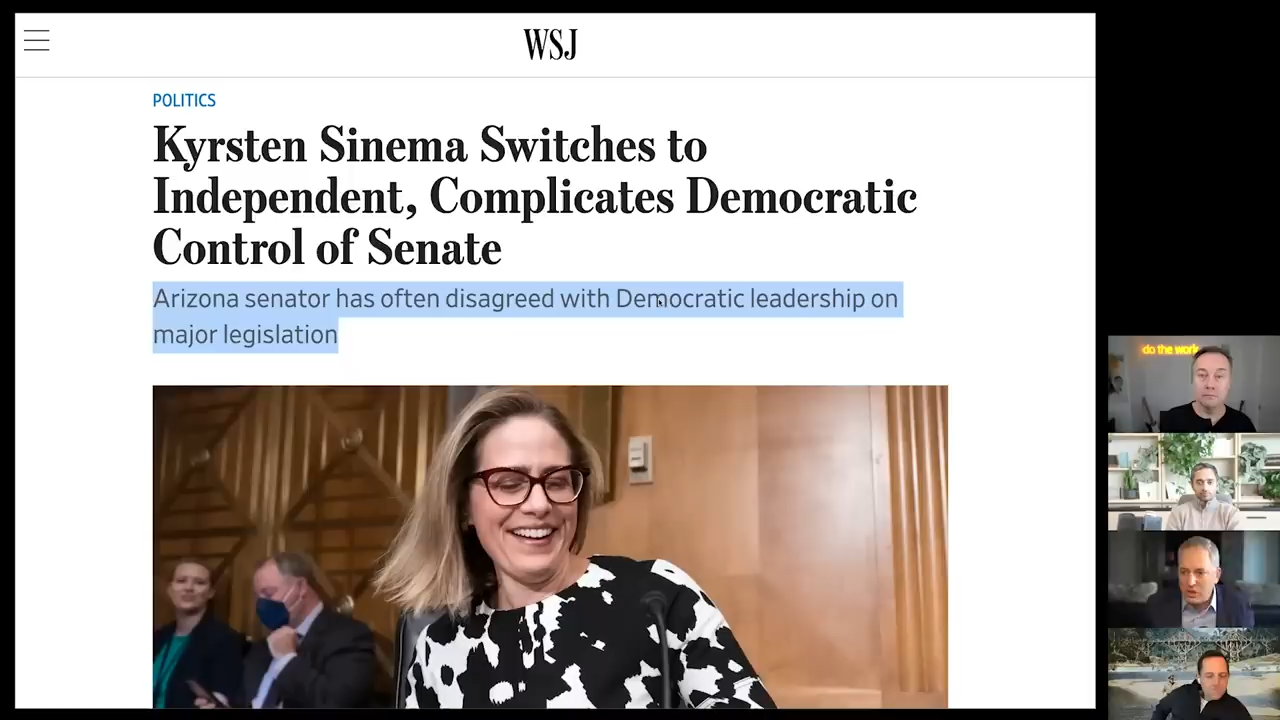 WSJ
POLITICS
Kyrsten Sinema Switches to
Independent, Complicates Democratic
Control of Senate
Arizona senator has often disagreed with Democratic leadership on
major legislation
do the work